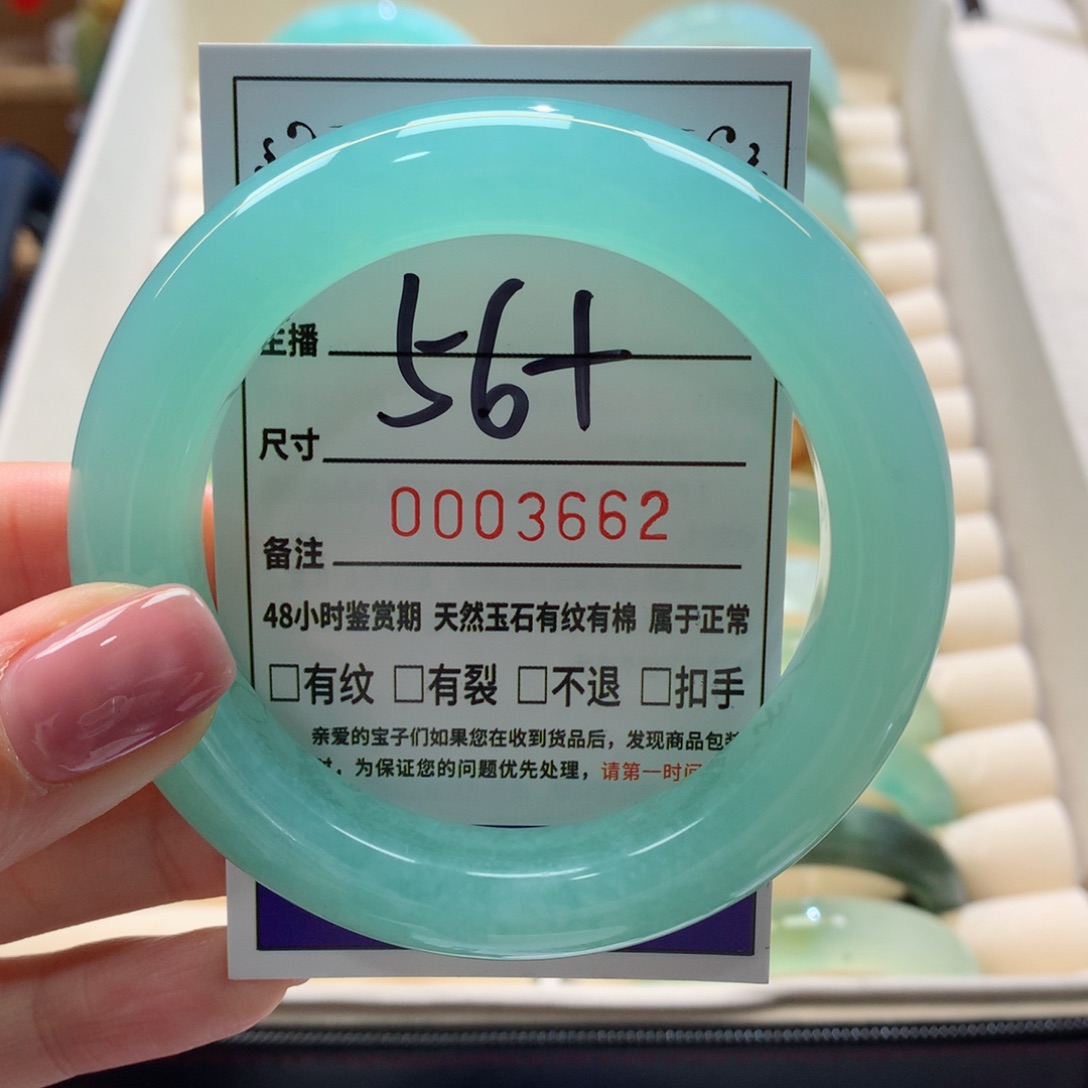 主播
56+
尺寸
0003662
备注
48小时鉴赏期 天然玉石有纹有棉 属于正常
□有纹 □有裂 □不退 □扣手
亲爱的宝子们如果您在收到货品后,发现商品包装
时,为保证您的问题优先处理,请第一时间